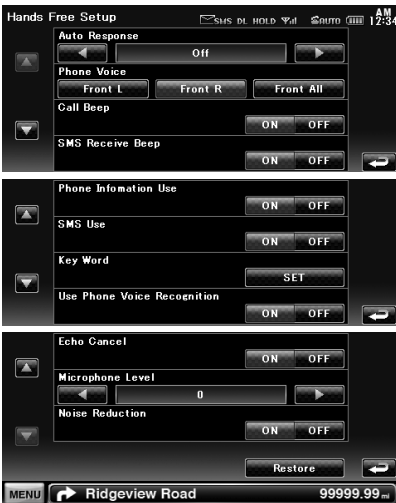 Hands Free Setup SMS DL HOLD AUTO AM 12:34
Auto Response
Off
Phone Voice
Front L Front R Front All
Call Beep
ON OFF
SMS Receive Beep
ON OFF
Phone Infomation Use
ON OFF
SMS Use
ON OFF
Key Word
SET
Use Phone Voice Recognition
ON OFF
Echo Cancel
ON OFF
Microphone Level
0
Noise Reduction
ON OFF
Restore
MENU Ridgeview Road 99999.99 mi